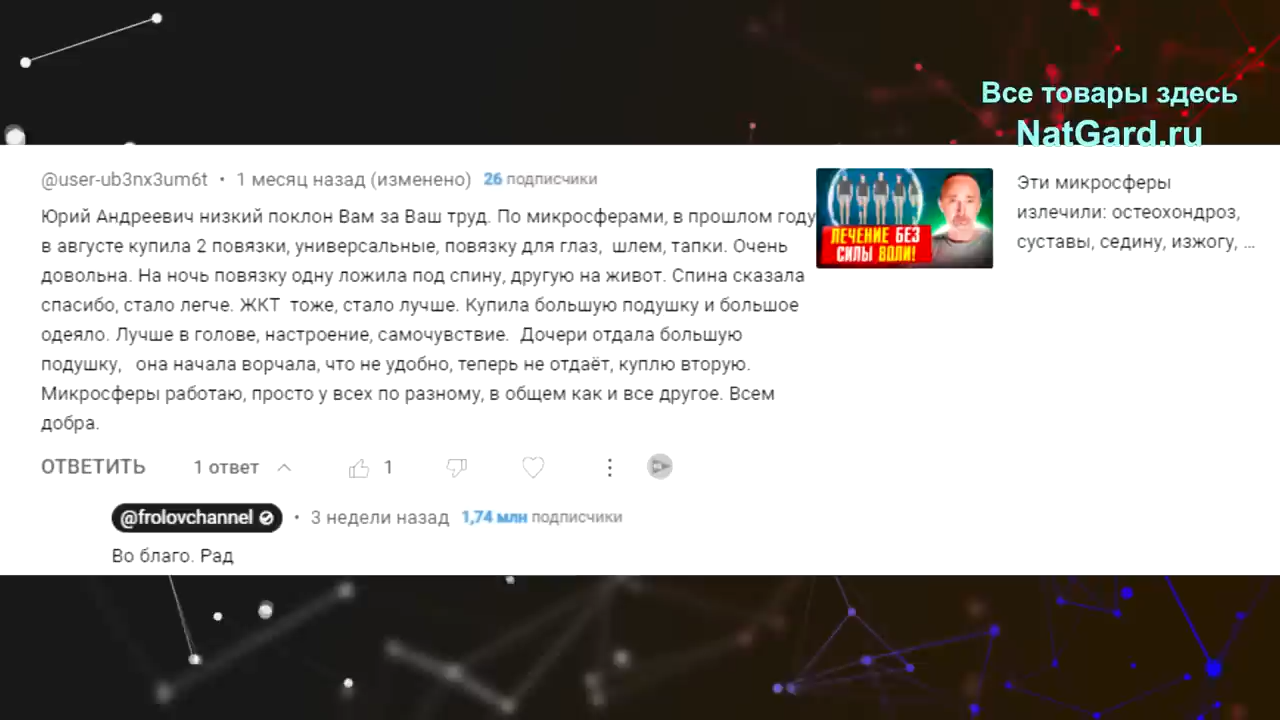 Все товары здесь
NatGard.ru
@user-ub3nx3um6t • 1 месяц назад (изменено) 26 подписчики
Юрий Андреевич низкий поклон Вам за Ваш труд. По микросферами, в прошлом году
в августе купила 2 повязки, универсальные, повязку для глаз, шлем, тапки. Очень
довольна. На ночь повязку одну ложила под спину, другую на живот. Спина сказала
спасибо, стало легче. ЖКТ тоже, стало лучше. Купила большую подушку и большое
одеяло. Лучше в голове, настроение, самочувствие. Дочери отдала большую
подушку, она начала ворчала, что не удобно, теперь не отдаёт, куплю вторую.
Микросферы работаю, просто у всех по разному, в общем как и все другое. Всем
добра.
ЛЕЧЕНИЕ БЕЗ
СИЛЫ ВОЛИ!
Эти микросферы
излечили: остеохондроз,
суставы, седину, изжогу, ...
ОТВЕТИТЬ 1 ответ 1
@frolovchannel • 3 недели назад 1,74 млн подписчики
Во благо. Рад